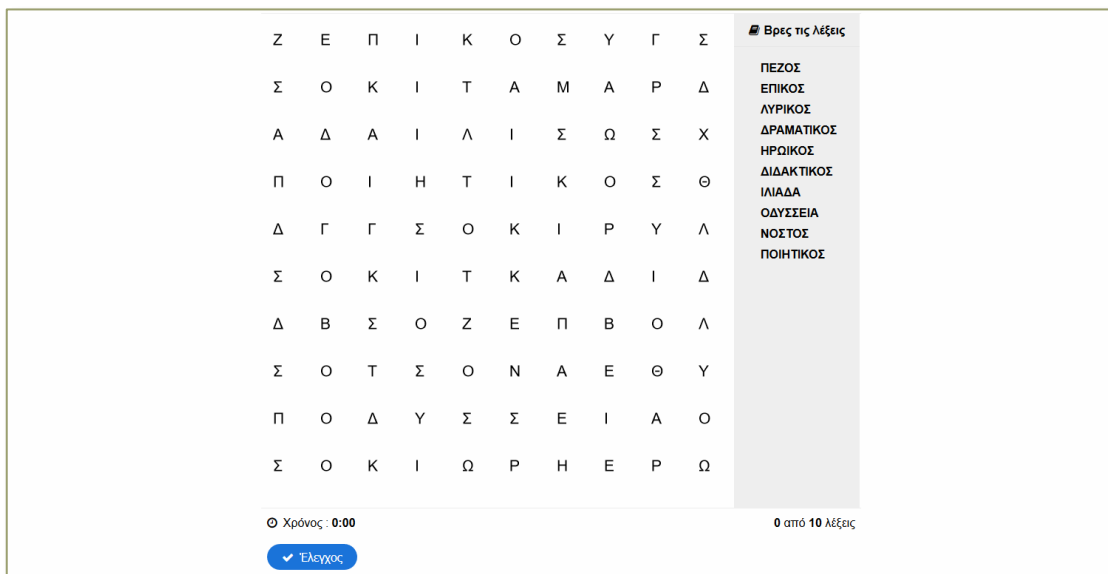 Ζ Ε Π Ι Κ Ο Σ Υ Γ Σ
Σ Ο Κ Ι Τ Α Μ Α Ρ Δ
Α Δ Α Ι Λ Ι Σ Ω Σ Χ
Π Ο Ι Η Τ Ι Κ Ο Σ Θ
Δ Γ Γ Σ Ο Κ Ι Ρ Υ Λ
Σ Ο Κ Ι Τ Κ Α Δ Ι Δ
Δ Β Σ Ο Ζ Ε Π Β Ο Λ
Σ Ο Τ Σ Ο Ν Α Ε Θ Υ
Π Ο Δ Υ Σ Σ Ε Ι Α Ο
Σ Ο Κ Ι Ω Ρ Η Ε Ρ Ω
Βρες τις λέξεις
ΠΕΖΟΣ
ΕΠΙΚΟΣ
ΛΥΡΙΚΟΣ
ΔΡΑΜΑΤΙΚΟΣ
ΗΡΩΙΚΟΣ
ΔΙΔΑΚΤΙΚΟΣ
ΙΛΙΑΔΑ
ΟΔΥΣΣΕΙΑ
ΝΟΣΤΟΣ
ΠΟΙΗΤΙΚΟΣ
Χρόνος : 0:00
0 από 10 λέξεις
Έλεγχος